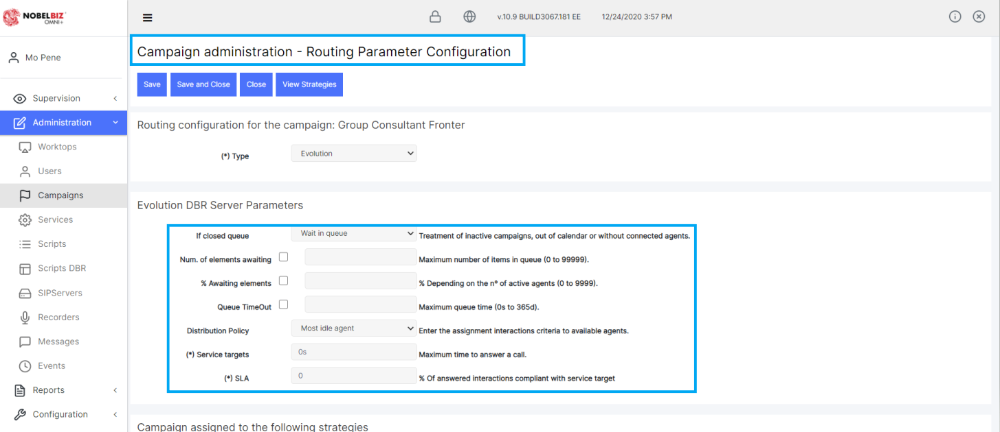 NOBELBIZ
OMNI+
v.10.9 BUILD3067.181 EE
12/24/2020 3:57 PM
Mo Pene
Supervision
Administration
Worktops
Users
Campaigns
Services
Scripts
Scripts DBR
SIPServers
Recorders
Messages
Events
Reports
Configuration
Campaign administration - Routing Parameter Configuration
Save
Save and Close
Close
View Strategies
Routing configuration for the campaign: Group Consultant Fronter
(*) Type
Evolution
Evolution DBR Server Parameters
If closed queue Wait in queue Treatment of inactive campaigns, out of calendar or without connected agents.
Num. of elements awaiting Maximum number of items in queue (0 to 99999).
% Awaiting elements % Depending on the nº of active agents (0 to 9999).
Queue TimeOut Maximum queue time (0s to 365d).
Distribution Policy Most idle agent Enter the assignment interactions criteria to available agents.
(*) Service targets 0s Maximum time to answer a call.
(*) SLA 0 % Of answered interactions compliant with service target
Campaign assigned to the following strategies